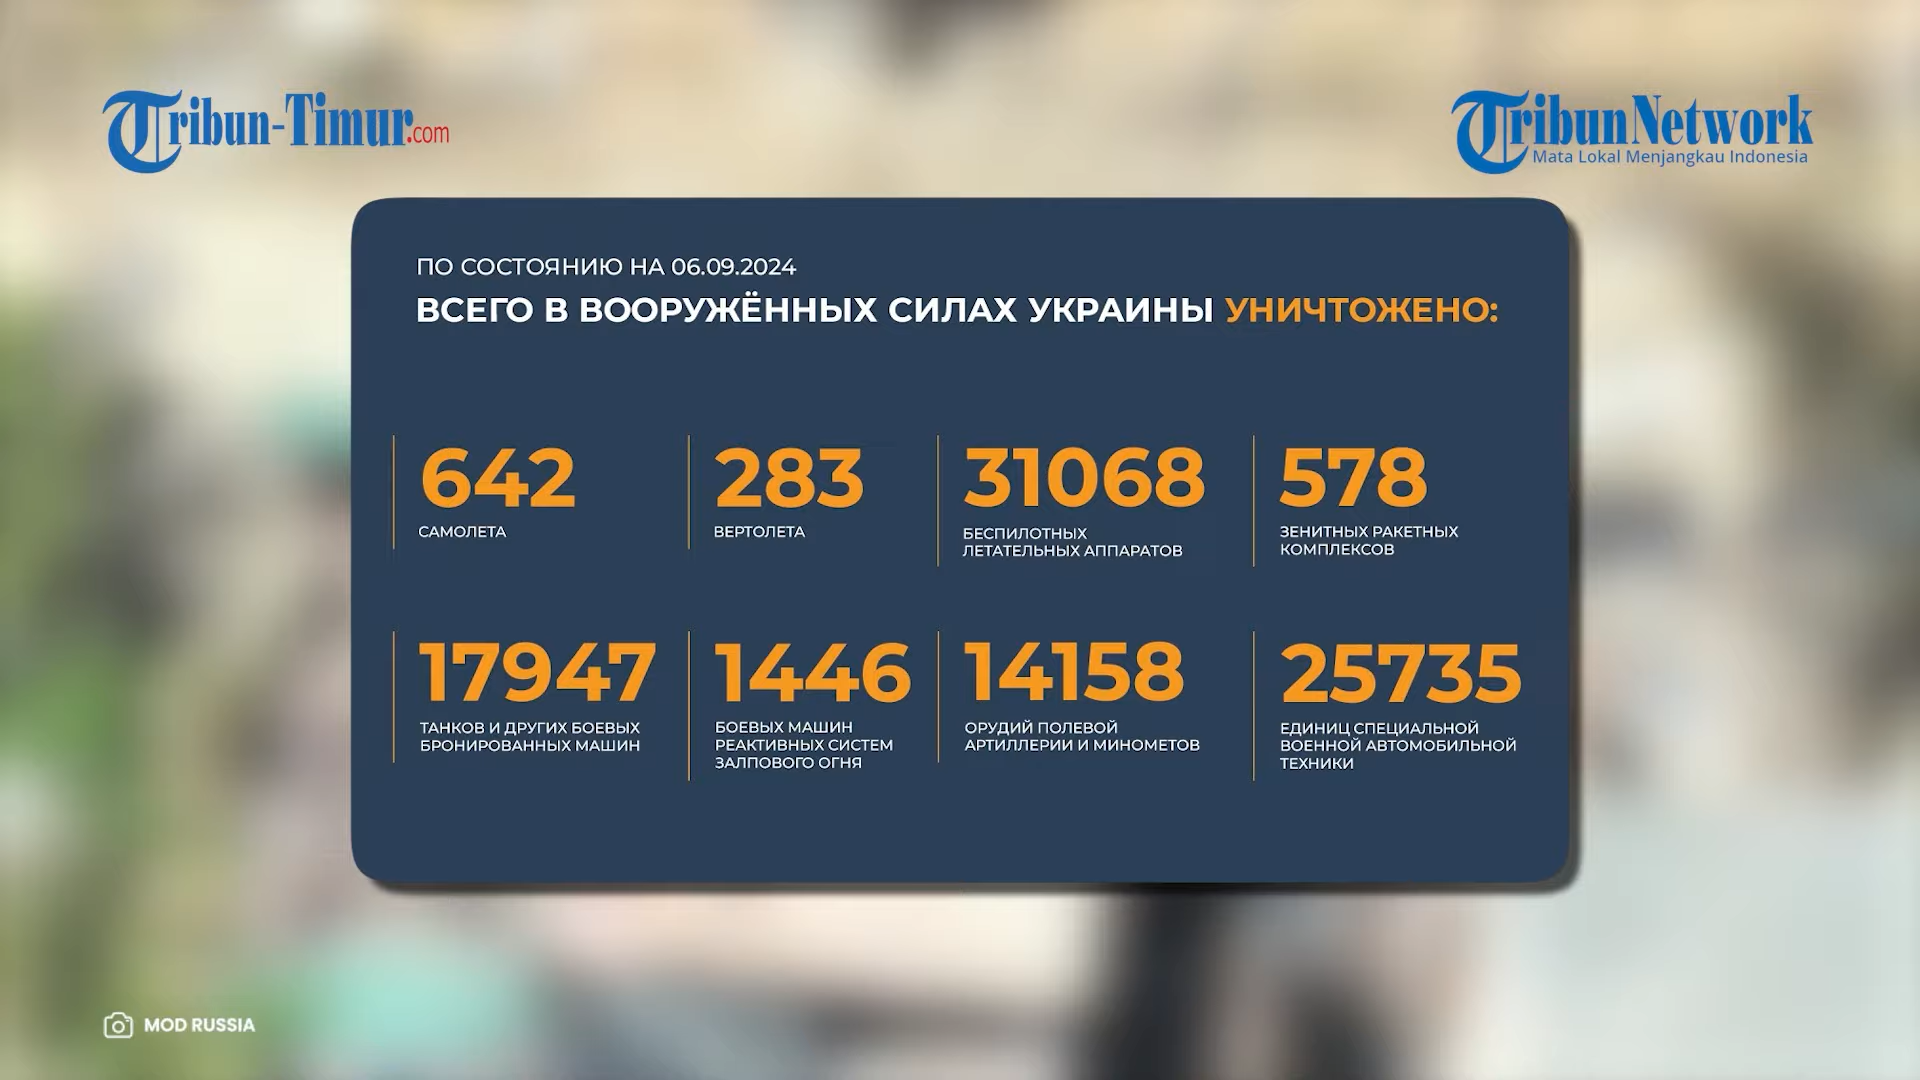 Tribun-Timur.com
TribunNetwork
Mata Lokal Menjangkau Indonesia
ПО СОСТОЯНИЮ НА 06.09.2024
ВСЕГО В ВООРУЖЁННЫХ СИЛАХ УКРАИНЫ УНИЧТОЖЕНО:
642
САМОЛЕТА
283
ВЕРТОЛЕТА
31068
БЕСПИЛОТНЫХ
ЛЕТАТЕЛЬНЫХ АППАРАТОВ
578
ЗЕНИТНЫХ РАКЕТНЫХ
КОМПЛЕКСОВ
17947
ТАНКОВ И ДРУГИХ БОЕВЫХ
БРОНИРОВАННЫХ МАШИН
1446
БОЕВЫХ МАШИН
РЕАКТИВНЫХ СИСТЕМ
ЗАЛПОВОГО ОГНЯ
14158
ОРУДИЙ ПОЛЕВОЙ
АРТИЛЛЕРИИ И МИНОМЕТОВ
25735
ЕДИНИЦ СПЕЦИАЛЬНОЙ
ВОЕННОЙ АВТОМОБИЛЬНОЙ
ТЕХНИКИ
MOD RUSSIA